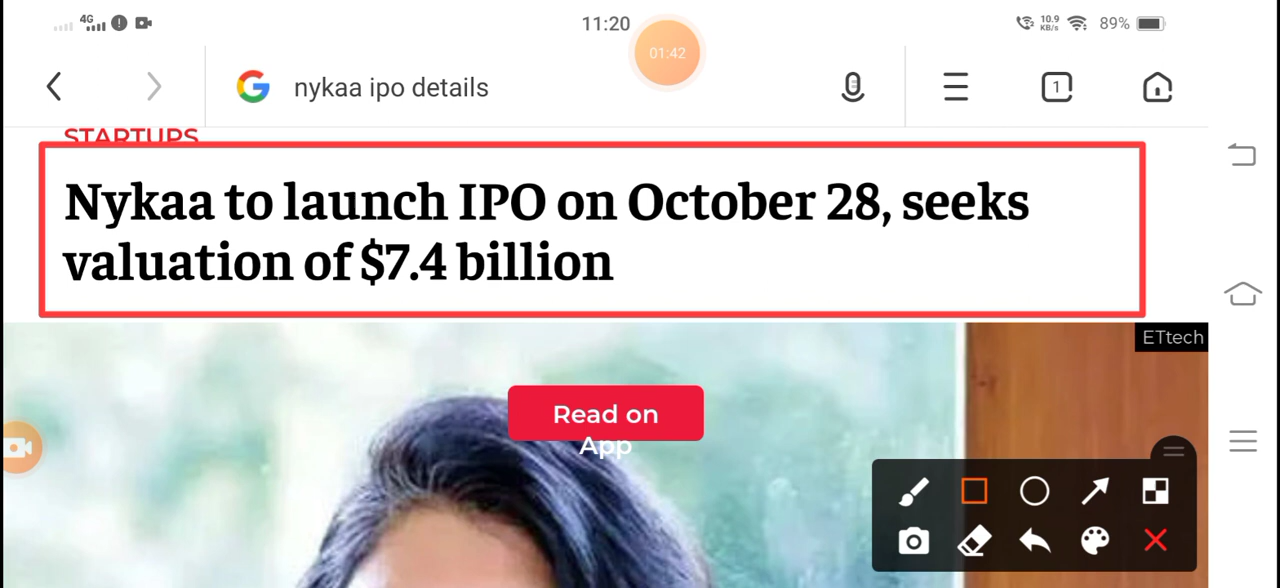 4G
11:20
01:42
10.9
KB/s
89%
nykaa ipo details
1
STARTUPS
Nykaa to launch IPO on October 28, seeks
valuation of $7.4 billion
ETtech
Read on
App